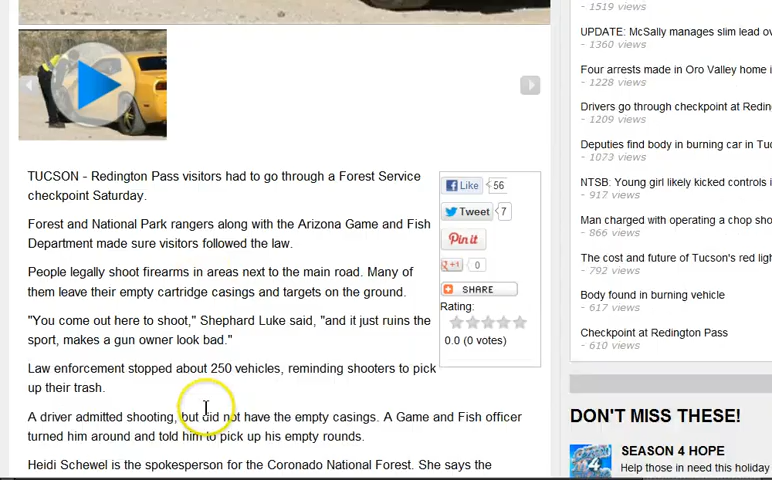 TUCSON - Redington Pass visitors had to go through a Forest Service
checkpoint Saturday.
Forest and National Park rangers along with the Arizona Game and Fish
Department made sure visitors followed the law.
People legally shoot firearms in areas next to the main road. Many of
them leave their empty cartridge casings and targets on the ground.
"You come out here to shoot," Shephard Luke said, "and it just ruins the
sport, makes a gun owner look bad."
Law enforcement stopped about 250 vehicles, reminding shooters to pick
up their trash.
A driver admitted shooting, but did not have the empty casings. A Game and Fish officer
turned him around and told him to pick up his empty rounds.
Heidi Schewel is the spokesperson for the Coronado National Forest. She says the
Like 56
Tweet 7
Pin it
+1 0
SHARE
Rating:
0.0 (0 votes)
- 1519 views
UPDATE: McSally manages slim lead
- 1360 views
Four arrests made in Oro Valley home
- 1228 views
Drivers go through checkpoint at
- 1209 views
Deputies find body in burning car in
- 1073 views
NTSB: Young girl likely kicked controls
- 917 views
Man charged with operating a chop
- 866 views
The cost and future of Tucson's red
- 792 views
Body found in burning vehicle
- 617 views
Checkpoint at Redington Pass
- 610 views
DON'T MISS THESE!
SEASON 4 HOPE
Help those in need this holiday